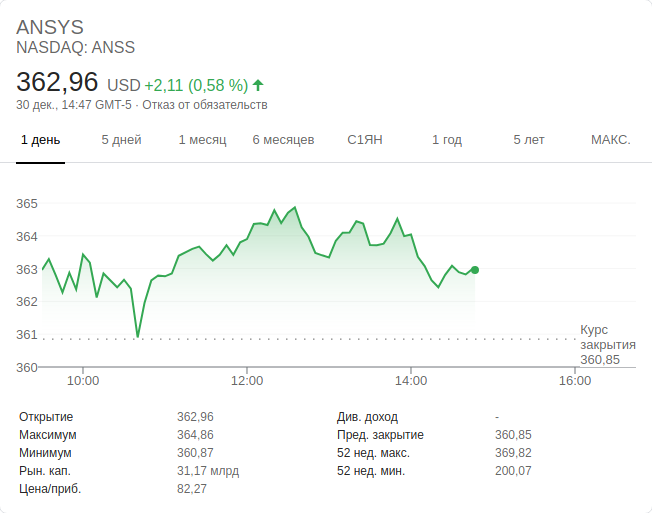 ANSYS
NASDAQ: ANSS
362,96 USD +2,11 (0,58 %)
30 дек., 14:47 GMT-5 · Отказ от обязательств
1 день 5 дней 1 месяц 6 месяцев С1ЯН 1 год 5 лет МАКС.
365
364
363
362
361
360
Курс
закрытия
360,85
10:00 12:00 14:00 16:00
Открытие 362,96 Див. доход -
Максимум 364,86 Пред. закрытие 360,85
Минимум 360,87 52 нед. макс. 369,82
Рын. кап. 31,17 млрд 52 нед. мин. 200,07
Цена/приб. 82,27